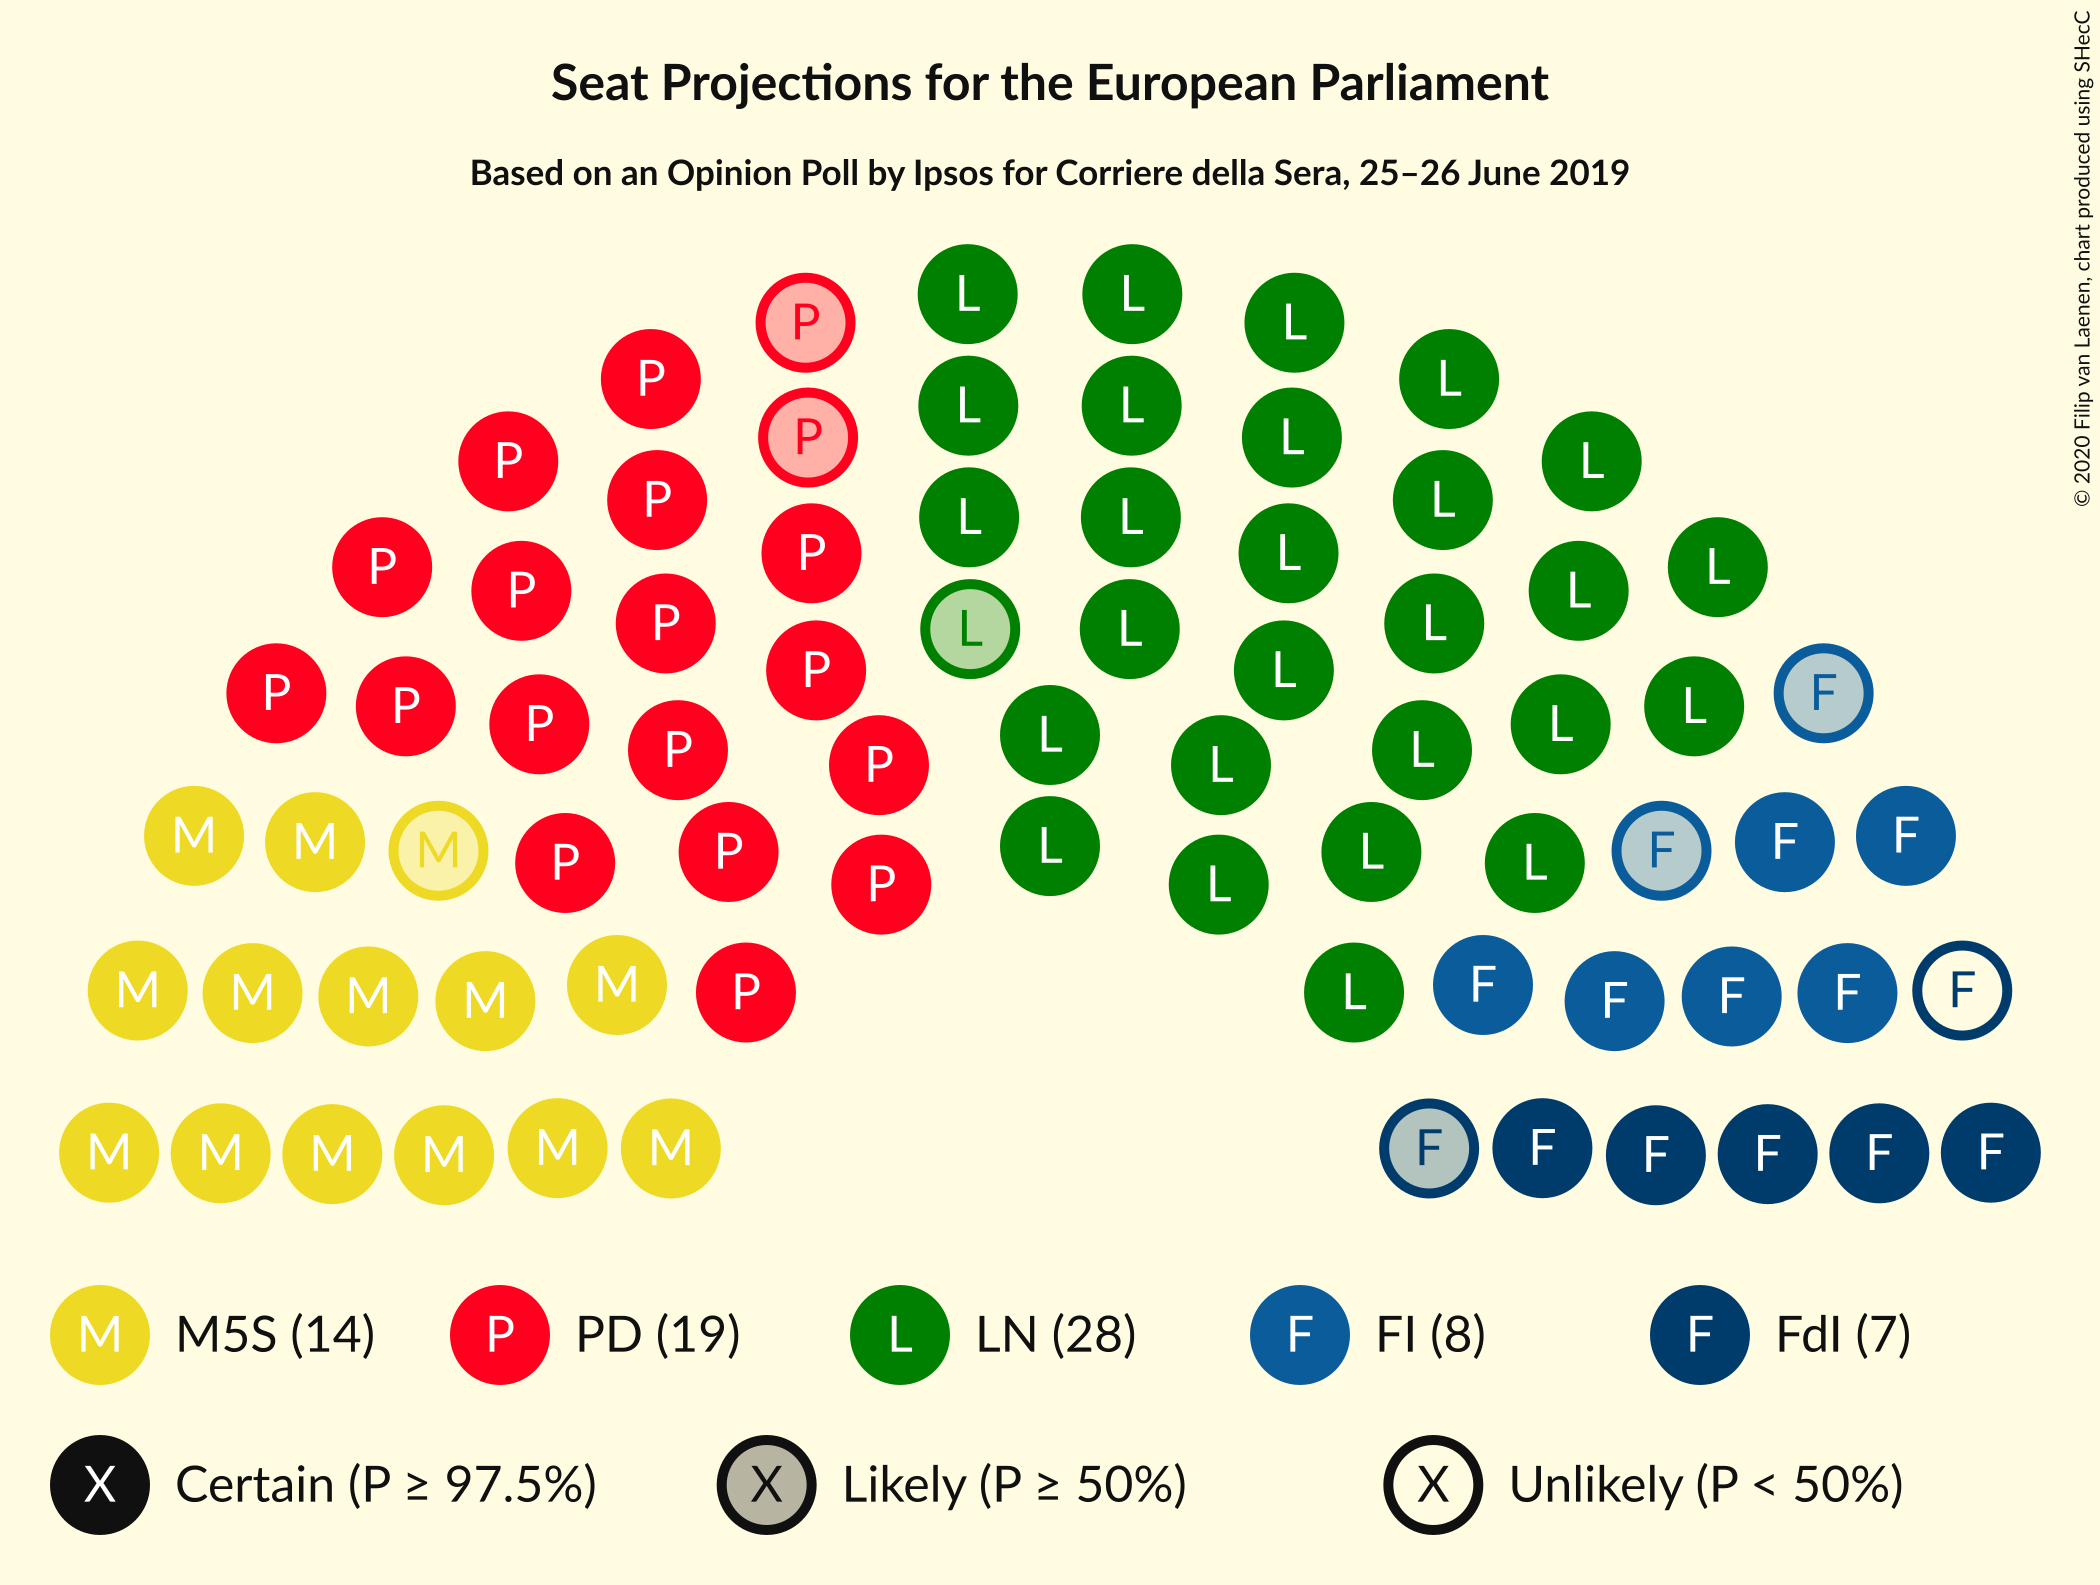 Seat Projections for the European Parliament
Based on an Opinion Poll by Ipsos for Corriere della Sera, 25–26 June 2019
© 2020 Filip van Laenen, chart produced using SHecC
L L
P L
P L
L L
P L
P L
P L
L L
P L
P L
P L
P L
P L
L L
P L
P L
P P F
P L
P L
P L
L
P L
M M M P P P L L L L F F F
M M M M M P L F F F F F
M M M M M M F F F F F F
M M5S (14) P PD (19) L LN (28) F FI (8) F FdI (7)
X Certain (P ≥ 97.5%) X Likely (P ≥ 50%) X Unlikely (P < 50%)